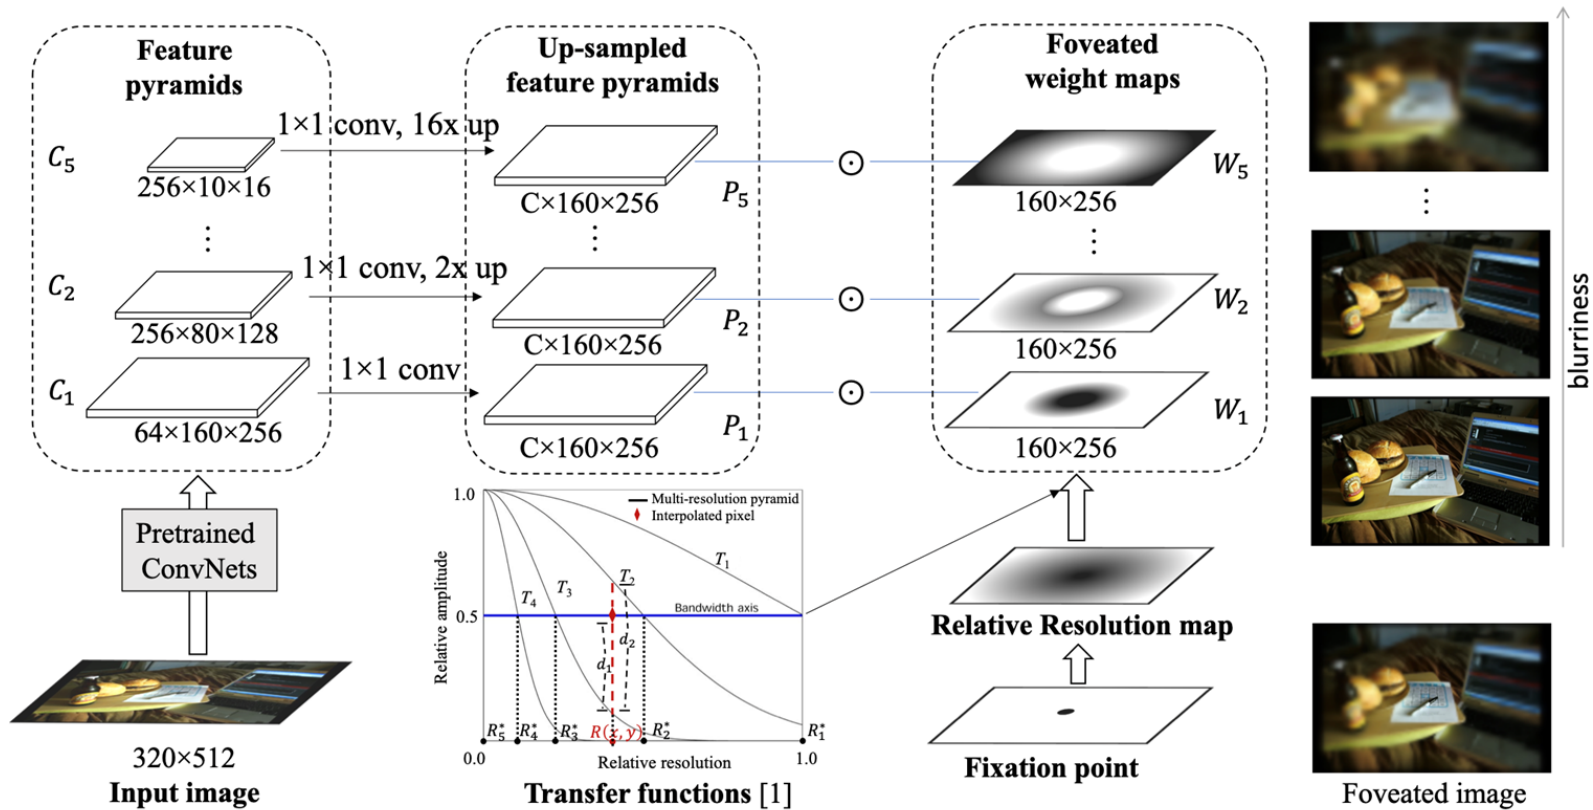 Feature
pyramids
C5
256×10×16
⋮
C2
256×80×128
C1
64×160×256
1×1 conv, 16x up
1×1 conv, 2x up
1×1 conv
Up-sampled
feature pyramids
C×160×256
P5
⋮
C×160×256
P2
C×160×256
P1
Foveated
weight maps
W5
160×256
⋮
W2
160×256
W1
160×256
⋮
blurriness
Pretrained
ConvNets
320×512
Input image
1.0
Multi-resolution pyramid
Interpolated pixel
Relative amplitude
T1
T2
T3
T4
Bandwidth axis
0.5
d1
d2
R5* R4* R3* R(x,y) R2* R1*
0.0 Relative resolution 1.0
Transfer functions [1]
Relative Resolution map
Fixation point
Foveated image